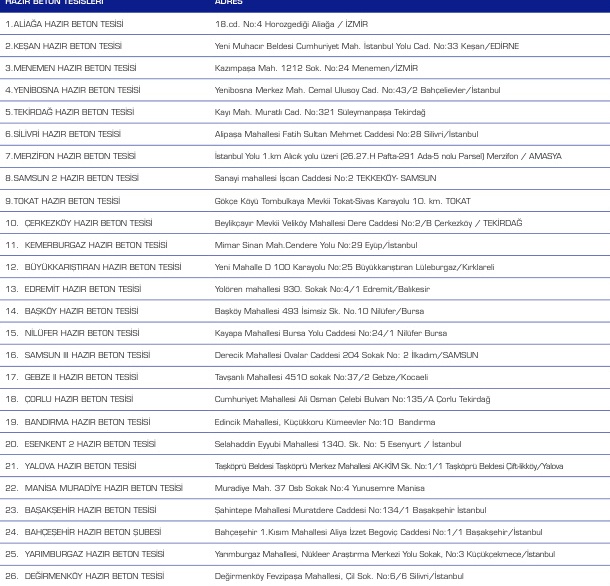 HAZIR BETON TESİSLERİ ADRES
1.ALİAĞA HAZIR BETON TESİSİ 18.cd. No:4 Horozgediği Aliağa / İZMİR
2.KEŞAN HAZIR BETON TESİSİ Yeni Muhacır Beldesi Cumhuriyet Mah. İstanbul Yolu Cad. No:33 Keşan/EDİRNE
3.MENEMEN HAZIR BETON TESİSİ Kazımpaşa Mah. 1212 Sok. No:24 Menemen/İZMİR
4.YENİBOSNA HAZIR BETON TESİSİ Yenibosna Merkez Mah. Cemal Ulusoy Cad. No:43/2 Bahçelievler/İstanbul
5.TEKİRDAĞ HAZIR BETON TESİSİ Kayı Mah. Muratlı Cad. No:321 Süleymanpaşa Tekirdağ
6.SİLİVRİ HAZIR BETON TESİSİ Alipaşa Mahallesi Fatih Sultan Mehmet Caddesi No:28 Silivri/İstanbul
7.MERZİFON HAZIR BETON TESİSİ İstanbul Yolu 1.km Alıcık yolu üzeri (26.27.H Pafta-291 Ada-5 nolu Parsel) Merzifon / AMASYA
8.SAMSUN 2 HAZIR BETON TESİSİ Sanayi mahallesi İşcan Caddesi No:2 TEKKEKÖY- SAMSUN
9.TOKAT HAZIR BETON TESİSİ Gökçe Köyü Tombulkaya Mevkii Tokat-Sivas Karayolu 10. km. TOKAT
10. ÇERKEZKÖY HAZIR BETON TESİSİ Beylikçayır Mevkii Veliköy Mahallesi Dere Caddesi No:2/B Çerkezköy / TEKİRDAĞ
11. KEMERBURGAZ HAZIR BETON TESİSİ Mimar Sinan Mah.Cendere Yolu No:29 Eyüp/İstanbul
12. BÜYÜKKARIŞTIRAN HAZIR BETON TESİSİ Yeni Mahalle D 100 Karayolu No:25 Büyükkarıştıran Lüleburgaz/Kırklareli
13. EDREMİT HAZIR BETON TESİSİ Yolören mahallesi 930. Sokak No:4/1 Edremit/Balıkesir
14. BAŞKÖY HAZIR BETON TESİSİ Başköy Mahallesi 493 İsimsiz Sk. No.10 Nilüfer/Bursa
15. NİLÜFER HAZIR BETON TESİSİ Kayapa Mahallesi Bursa Yolu Caddesi No:24/1 Nilüfer Bursa
16. SAMSUN III HAZIR BETON TESİSİ Derecik Mahallesi Ovalar Caddesi 204 Sokak No: 2 İlkadım/SAMSUN
17. GEBZE II HAZIR BETON TESİSİ Tavşanlı Mahallesi 4510 sokak No:37/2 Gebze/Kocaeli
18. ÇORLU HAZIR BETON TESİSİ Cumhuriyet Mahallesi Ali Osman Çelebi Bulvarı No:135/A Çorlu Tekirdağ
19. BANDIRMA HAZIR BETON TESİSİ Edincik Mahallesi, Küçükkoru Kümeevler No:10 Bandırma
20. ESENKENT 2 HAZIR BETON TESİSİ Selahaddin Eyyubi Mahallesi 1340. Sk. No: 5 Esenyurt / İstanbul
21. YALOVA HAZIR BETON TESİSİ Taşköprü Beldesi Taşköprü Merkez Mahallesi AK-KİM Sk. No:1/1 Taşköprü Beldesi Çift-likköy/Yalova
22. MANİSA MURADİYE HAZIR BETON TESİSİ Muradiye Mah. 37 Osb Sokak No:4 Yunusemre Manisa
23. BAŞAKŞEHİR HAZIR BETON TESİSİ Şahintepe Mahallesi Muratdere Caddesi No:134/1 Başakşehir İstanbul
24. BAHÇEŞEHİR HAZIR BETON ŞUBESİ Bahçeşehir 1.Kısım Mahallesi Aliya İzzet Begoviç Caddesi No:1/1 Başakşehir/İstanbul
25. YARIMBURGAZ HAZIR BETON TESİSİ Yarımburgaz Mahallesi, Nükleer Araştırma Merkezi Yolu Sokak, No:3 Küçükçekmece/İstanbul
26. DEĞİRMENKÖY HAZIR BETON TESİSİ Değirmenköy Fevzipaşa Mahallesi, Çil Sok. No:6/6 Silivri/İstanbul